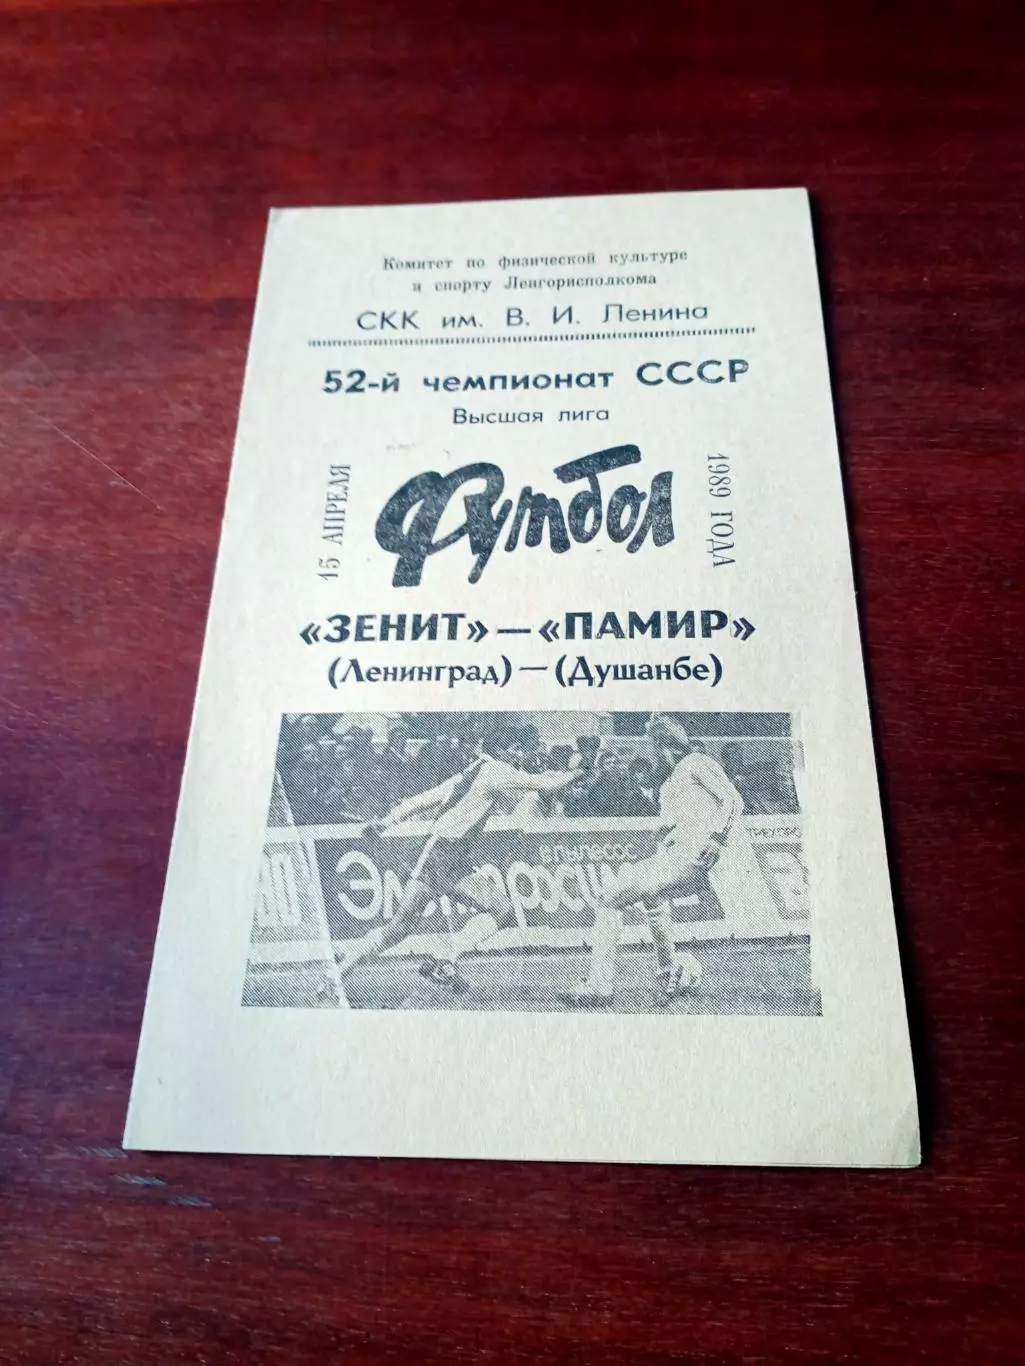 Комитет по физической культуре
и спорту Ленгорисполкома
СКК им. В. И. Ленина
52-й чемпионат СССР
Высшая лига
15 АПРЕЛЯ
Футбол
1989 ГОДА
«ЗЕНИТ» — «ПАМИР»
(Ленинград) — (Душанбе)